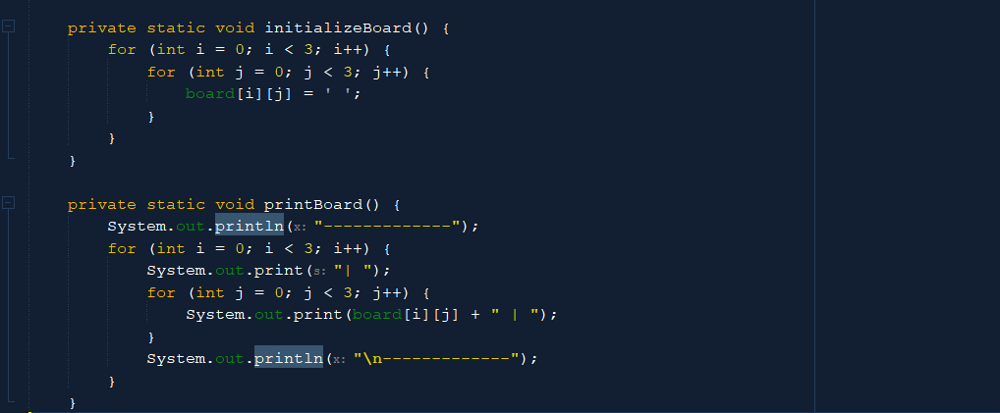 private static void initializeBoard() {
for (int i = 0; i < 3; i++) {
for (int j = 0; j < 3; j++) {
board[i][j] = ' ';
}
}
}
private static void printBoard() {
System.out.println(x: "-------------");
for (int i = 0; i < 3; i++) {
System.out.print(s: "| ");
for (int j = 0; j < 3; j++) {
System.out.print(board[i][j] + " | ");
}
System.out.println(x: "\n-------------");
}
}